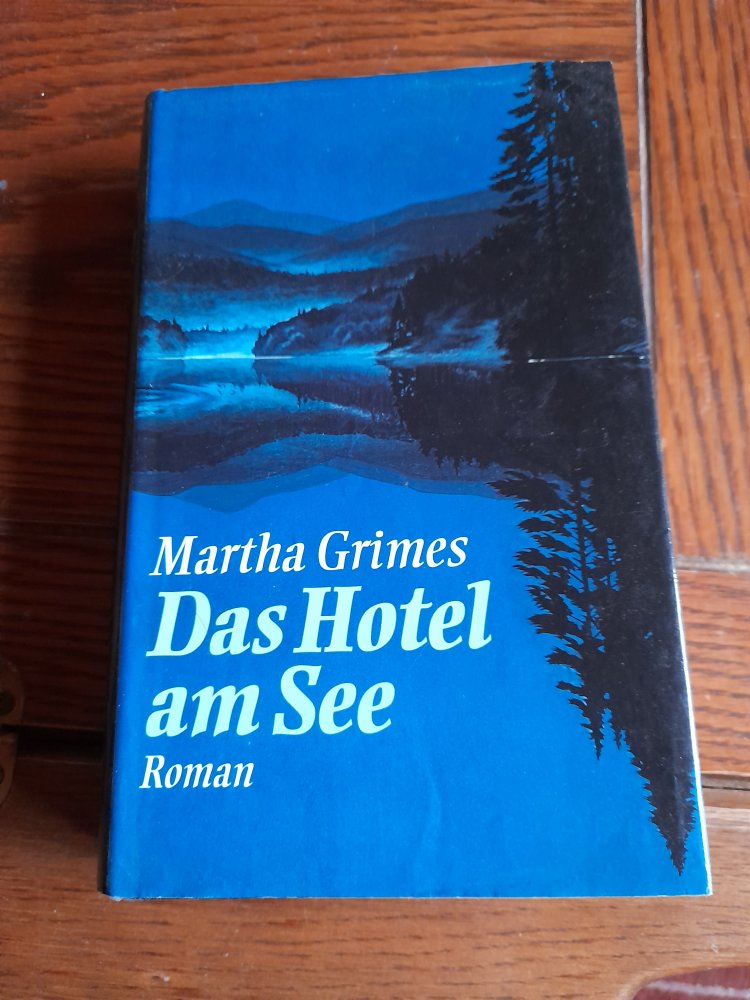 Martha Grimes
Das Hotel
am See
Roman